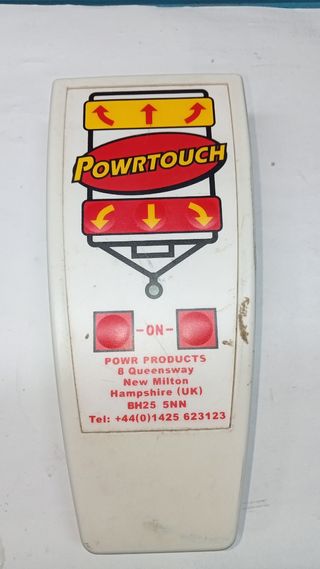 POWRTOUCH
-ON-
POWR PRODUCTS
8 Queensway
New Milton
Hampshire (UK)
BH25 5NN
Tel: +44(0)1425 623123